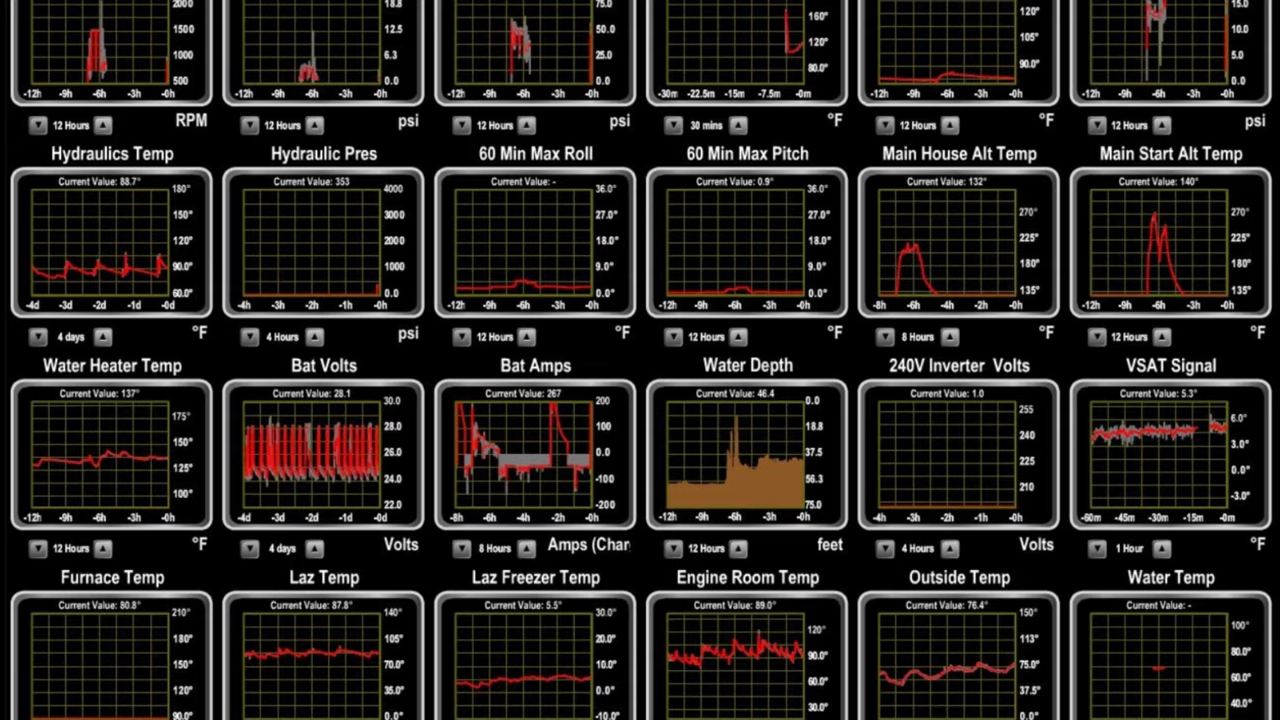 2000 18.8 75.0 120° 15.0
1500 12.5 50.0 160° 105° 10.0
1000 6.3 25.0 120° 90.0° 5.0
500 0.0 0.0 80.0° 0.0
-12h -9h -6h -3h -0h -12h -9h -6h -3h -0h -12h -9h -6h -3h -0h -30m -22.5m -15m -7.5m -0m -12h -9h -6h -3h -0h -12h -9h -6h -3h -0h
12 Hours RPM 12 Hours psi 12 Hours psi 30 mins °F 12 Hours °F 12 Hours psi
Hydraulics Temp Hydraulic Pres 60 Min Max Roll 60 Min Max Pitch Main House Alt Temp Main Start Alt Temp
Current Value: 88.7° Current Value: 353 Current Value: - Current Value: 0.9° Current Value: 132° Current Value: 140°
180° 4000 36.0° 36.0°
150° 3000 27.0° 27.0° 270° 270°
120° 2000 18.0° 18.0° 225° 225°
90.0° 1000 9.0° 9.0° 180° 180°
60.0° 0.0 0.0° 0.0° 135° 135°
-4d -3d -2d -1d -0d -4h -3h -2h -1h -0h -12h -9h -6h -3h -0h -12h -9h -6h -3h -0h -8h -6h -4h -2h -0h -12h -9h -6h -3h -0h
4 days °F 4 Hours psi 12 Hours °F 12 Hours °F 8 Hours °F 12 Hours °F
Water Heater Temp Bat Volts Bat Amps Water Depth 240V Inverter Volts VSAT Signal
Current Value: 137° Current Value: 28.1 Current Value: 267 Current Value: 46.4 Current Value: 1.0 Current Value: 5.3°
175° 30.0 200 0.0 255 6.0°
150° 28.0 100 18.8 240 3.0°
125° 26.0 0.0 37.5 225 0.0°
100° 24.0 -100 56.3 210 -3.0°
22.0 -200 75.0
-12h -9h -6h -3h -0h -4d -3d -2d -1d -0d -8h -6h -4h -2h -0h -12h -9h -6h -3h -0h -4h -3h -2h -1h -0h -60m -45m -30m -15m -0m
12 Hours °F 4 days Volts 8 Hours Amps (Char 12 Hours feet 4 Hours Volts 1 Hour °F
Furnace Temp Laz Temp Laz Freezer Temp Engine Room Temp Outside Temp Water Temp
Current Value: 80.8° Current Value: 87.8° Current Value: 5.5° Current Value: 89.0° Current Value: 76.4° Current Value: -
210° 140° 30.0° 120° 150° 100°
180° 105° 20.0° 90.0° 113° 80.0°
150° 70.0° 10.0° 60.0° 75.0° 60.0°
120° 35.0° 0.0° 30.0° 37.5° 40.0°
90.0° 0.0° -10.0° 0.0°